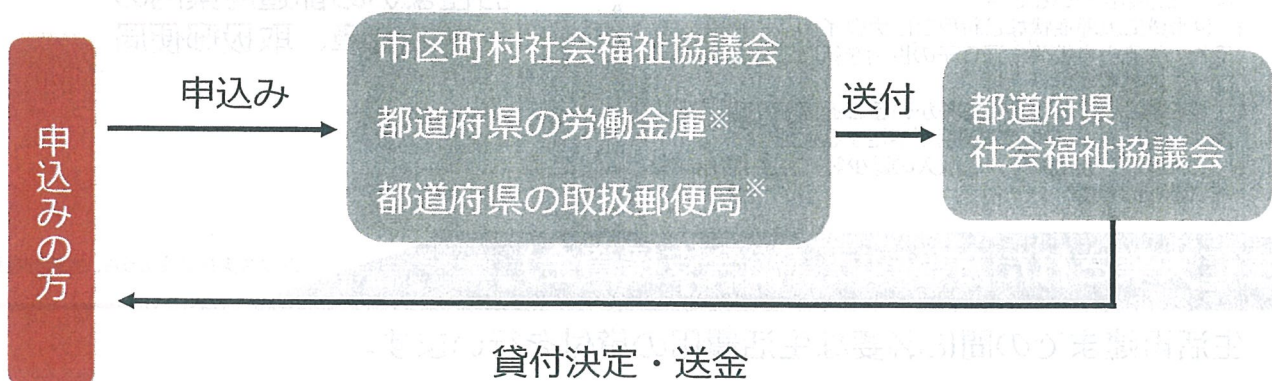 申込みの方
申込み
市区町村社会福祉協議会
都道府県の労働金庫※
都道府県の取扱郵便局※
送付
都道府県
社会福祉協議会
貸付決定・送金